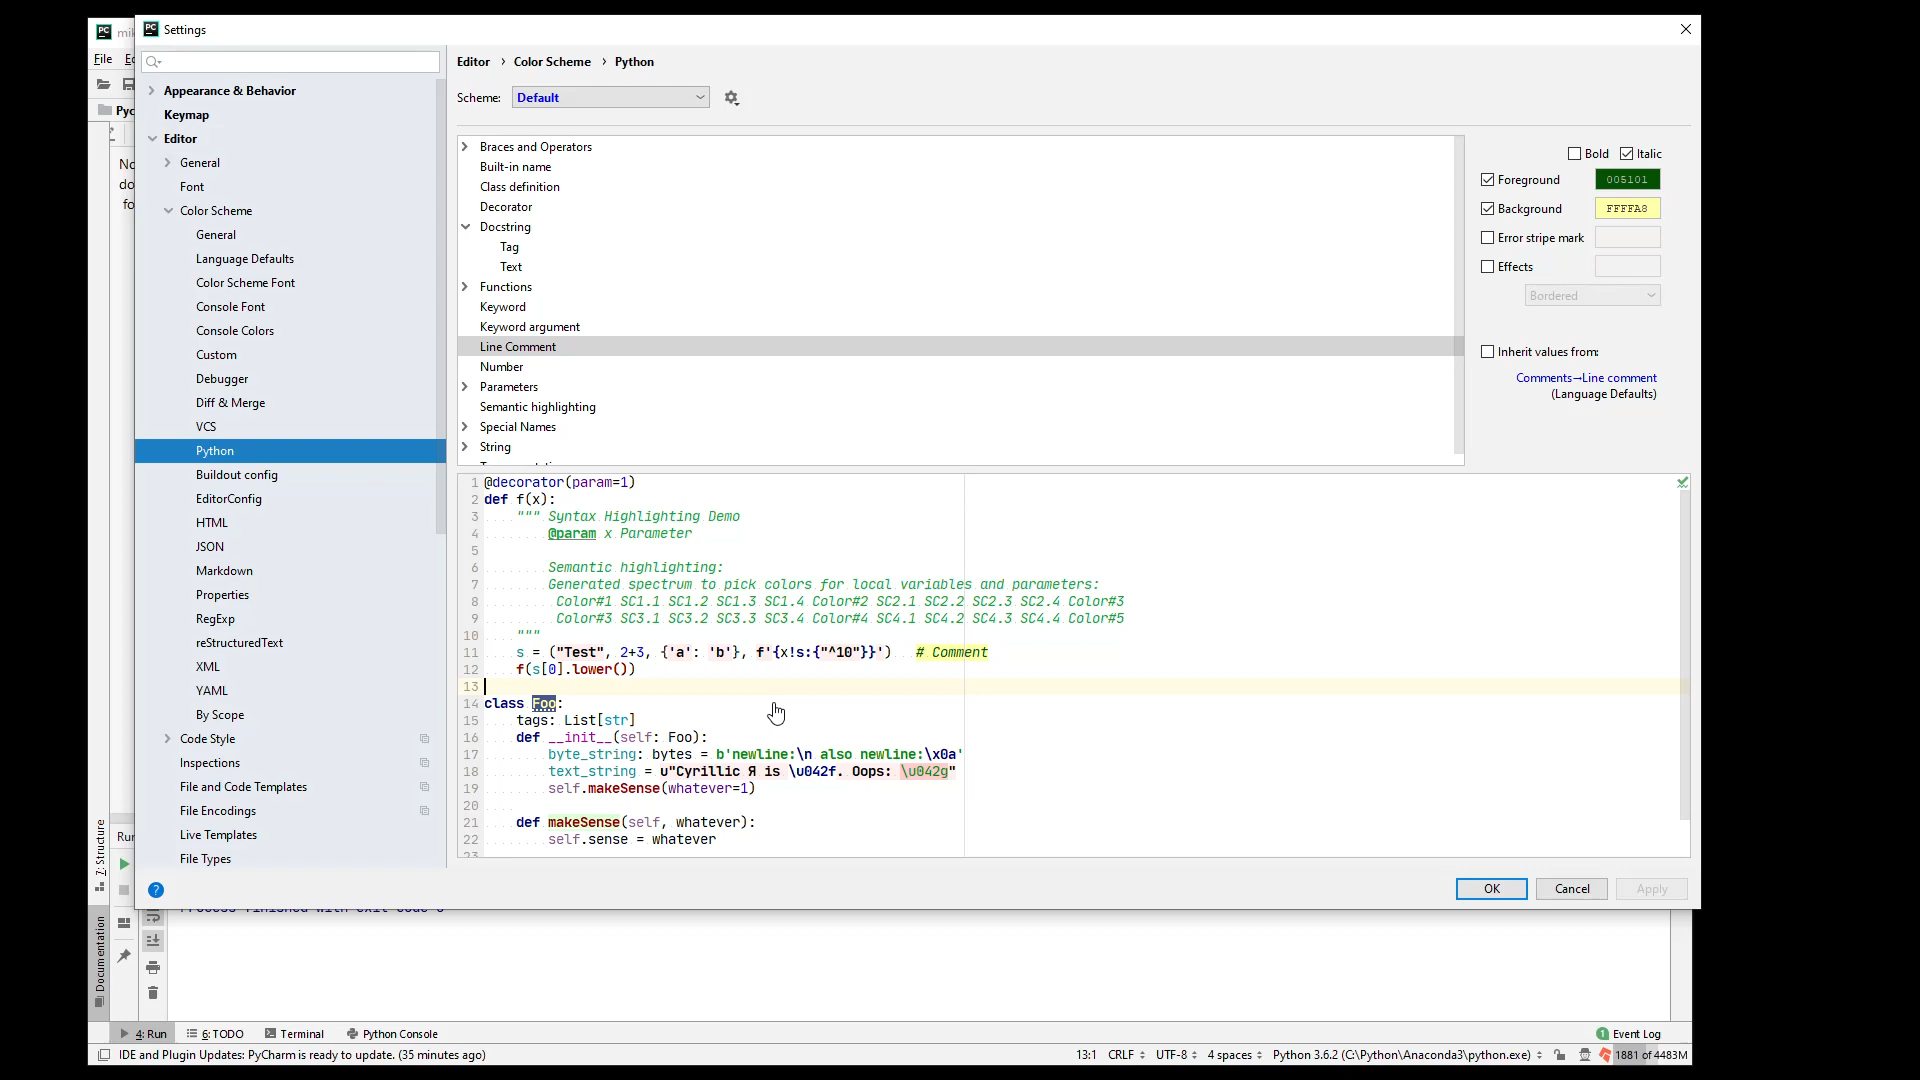 PC Settings
File
Appearance & Behavior
Keymap
Editor
General
Font
Color Scheme
General
Language Defaults
Color Scheme Font
Console Font
Console Colors
Custom
Debugger
Diff & Merge
VCS
Python
Buildout config
EditorConfig
HTML
JSON
Markdown
Properties
RegExp
reStructuredText
XML
YAML
By Scope
Code Style
Inspections
File and Code Templates
File Encodings
Live Templates
File Types
Editor › Color Scheme › Python
Scheme: Default
Braces and Operators
Built-in name
Class definition
Decorator
Docstring
Tag
Text
Functions
Keyword
Keyword argument
Line Comment
Number
Parameters
Semantic highlighting
Special Names
String
Bold Italic
Foreground 005101
Background FFFFA8
Error stripe mark
Effects
Bordered
Inherit values from:
Comments→Line comment
(Language Defaults)
1 @decorator(param=1)
2 def f(x):
3 """ Syntax Highlighting Demo
4 @param x Parameter
5
6 Semantic highlighting:
7 Generated spectrum to pick colors for local variables and parameters:
8 Color#1 SC1.1 SC1.2 SC1.3 SC1.4 Color#2 SC2.1 SC2.2 SC2.3 SC2.4 Color#3
9 Color#3 SC3.1 SC3.2 SC3.3 SC3.4 Color#4 SC4.1 SC4.2 SC4.3 SC4.4 Color#5
10 """
11 s = ("Test", 2+3, {'a': 'b'}, f'{x!s:{"^10"}}') # Comment
12 f(s[0].lower())
13
14 class Foo:
15 tags: List[str]
16 def __init__(self: Foo):
17 byte_string: bytes = b'newline:\n also newline:\x0a'
18 text_string = u"Cyrillic Я is \u042f. Oops: \u042g"
19 self.makeSense(whatever=1)
20
21 def makeSense(self, whatever):
22 self.sense = whatever
23
OK Cancel Apply
7: Structure
Documentation
4: Run 6: TODO Terminal Python Console 1 Event Log
IDE and Plugin Updates: PyCharm is ready to update. (35 minutes ago) 13:1 CRLF UTF-8 4 spaces Python 3.6.2 (C:\Python\Anaconda3\python.exe) 1881 of 4483M